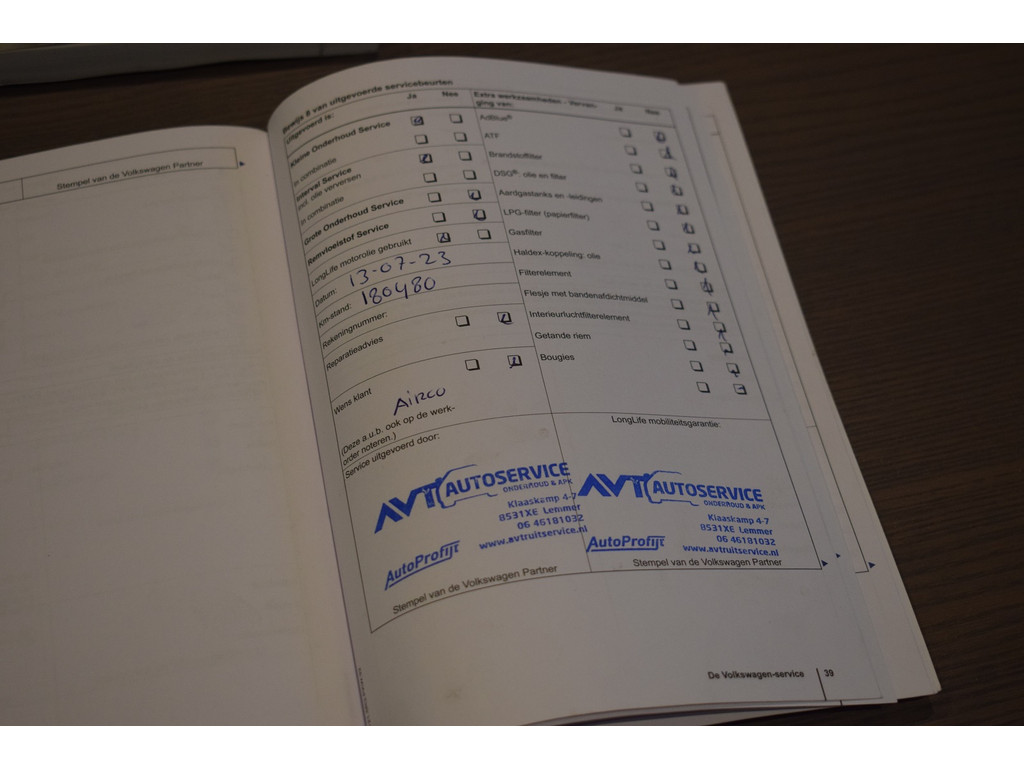 Stempel van de Volkswagen Partner
Bewijs 8 van uitgevoerde servicebeurten
Uitgevoerd is:
Ja
Nee
Kleine Onderhoud Service
In combinatie
Interval Service
incl. olie verversen
In combinatie
Grote Onderhoud Service
Remvloeistof Service
LongLife motorolie gebruikt
Datum: 13-07-23
Km-stand: 180480
Rekeningnummer:
Reparatieadvies
Wens klant
AIRCO
(Deze a.u.b. ook op de werk-
order noteren.)
Service uitgevoerd door:
AVT AUTOSERVICE
ONDERHOUD & APK
Klaaskamp 4-7
8531XE Lemmer
06 46181032
www.avtruitservice.nl
AutoProfijt
Stempel van de Volkswagen Partner
Extra werkzaamheden - Verven-
ging van:
Ja
Nee
AdBlue®
ATF
Brandstoffilter
DSG®: olie en filter
Aardgastanks en -leidingen
LPG-filter (papierfilter)
Gasfilter
Haldex-koppeling: olie
Filterelement
Flesje met bandenafdichtmiddel
Interieurluchtfilterelement
Getande riem
Bougies
LongLife mobiliteitsgarantie:
AVT AUTOSERVICE
ONDERHOUD & APK
Klaaskamp 4-7
8531XE Lemmer
06 46181032
www.avtruitservice.nl
AutoProfijt
Stempel van de Volkswagen Partner
De Volkswagen-service
39